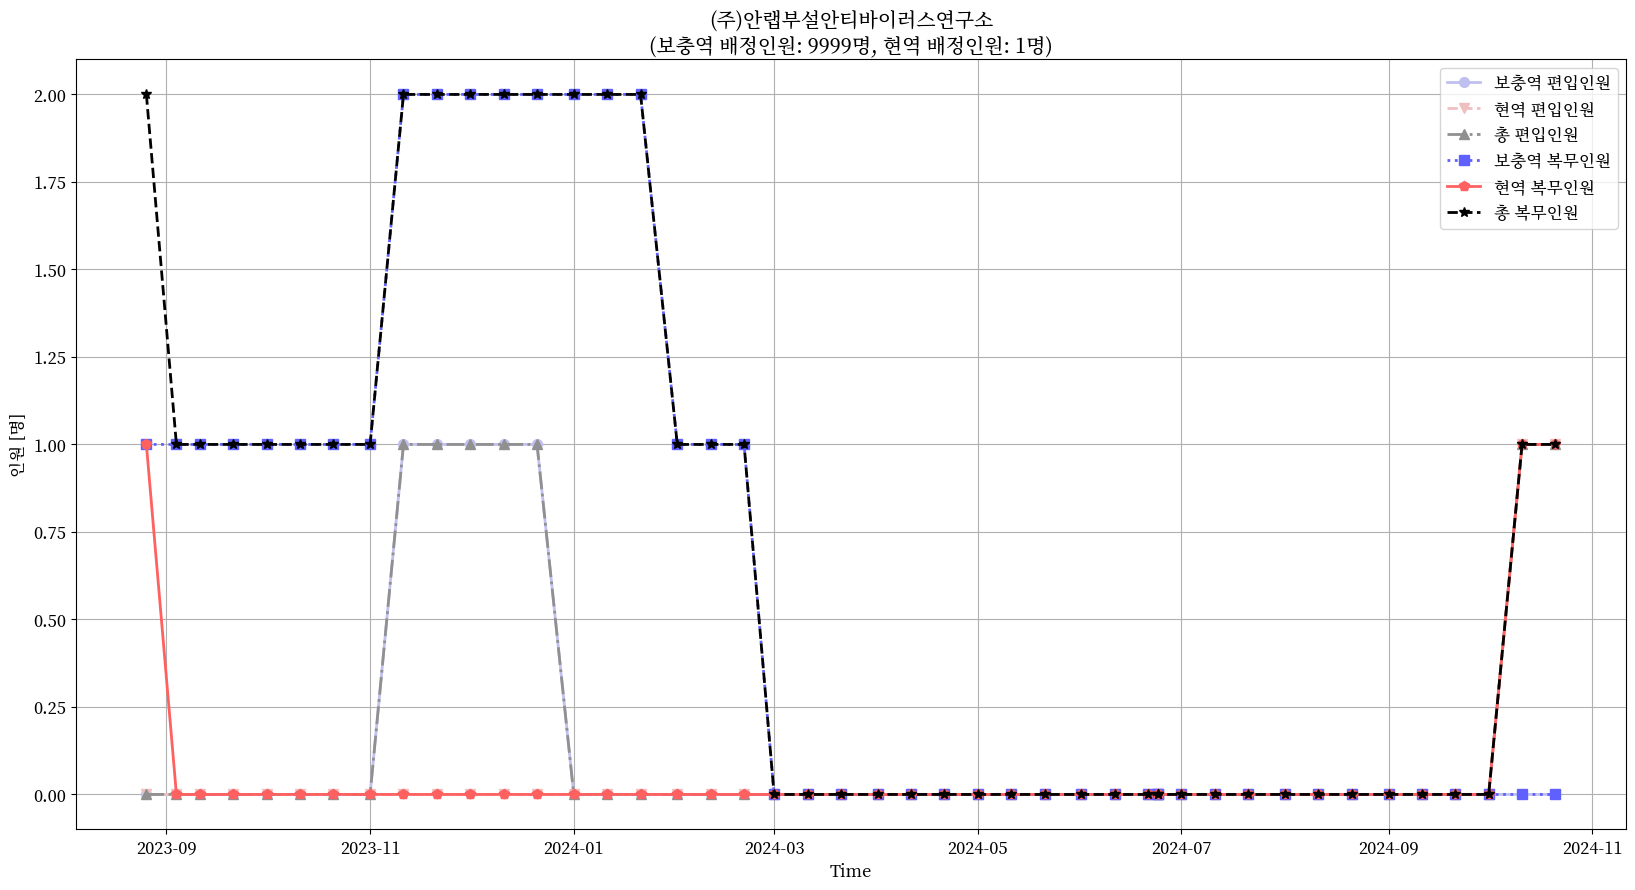 (주)안랩부설안티바이러스연구소
(보충역 배정인원: 9999명, 현역 배정인원: 1명)
보충역 편입인원
현역 편입인원
총 편입인원
보충역 복무인원
현역 복무인원
총 복무인원
인원 [명]
2.00
1.75
1.50
1.25
1.00
0.75
0.50
0.25
0.00
2023-09 2023-11 2024-01 2024-03 2024-05 2024-07 2024-09 2024-11
Time